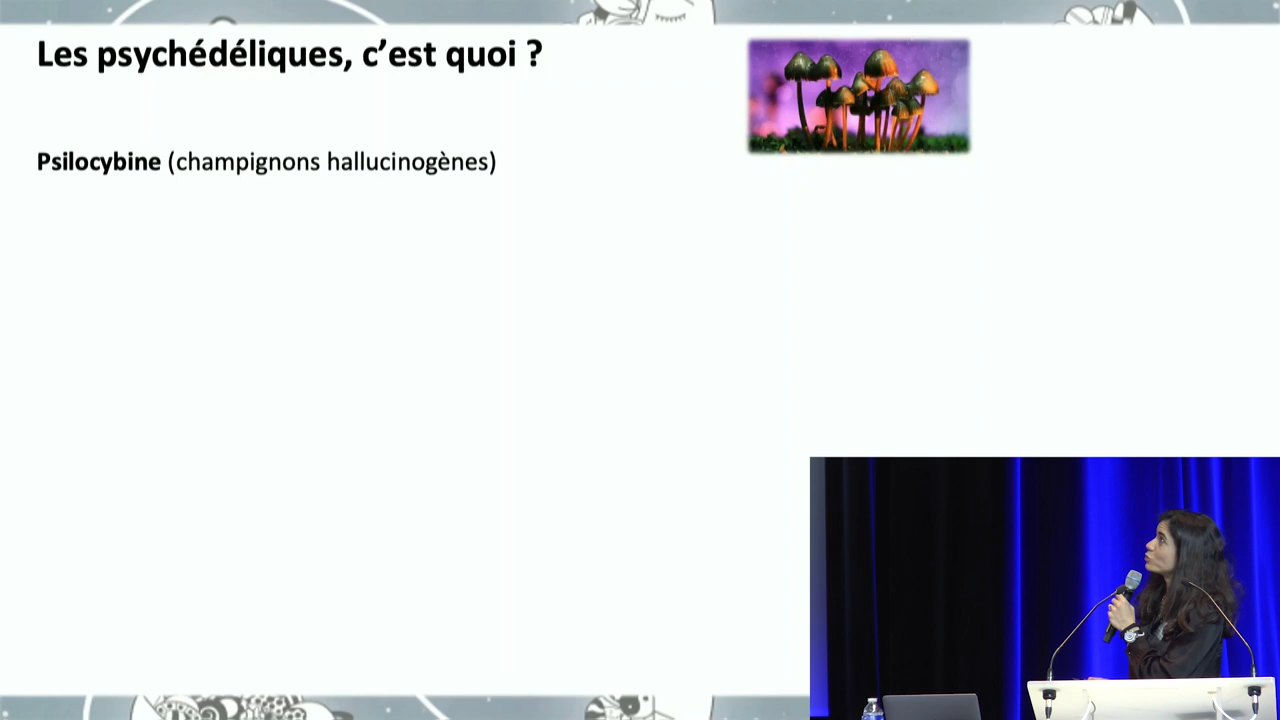 Les psychédéliques, c’est quoi ?
Psilocybine (champignons hallucinogènes)